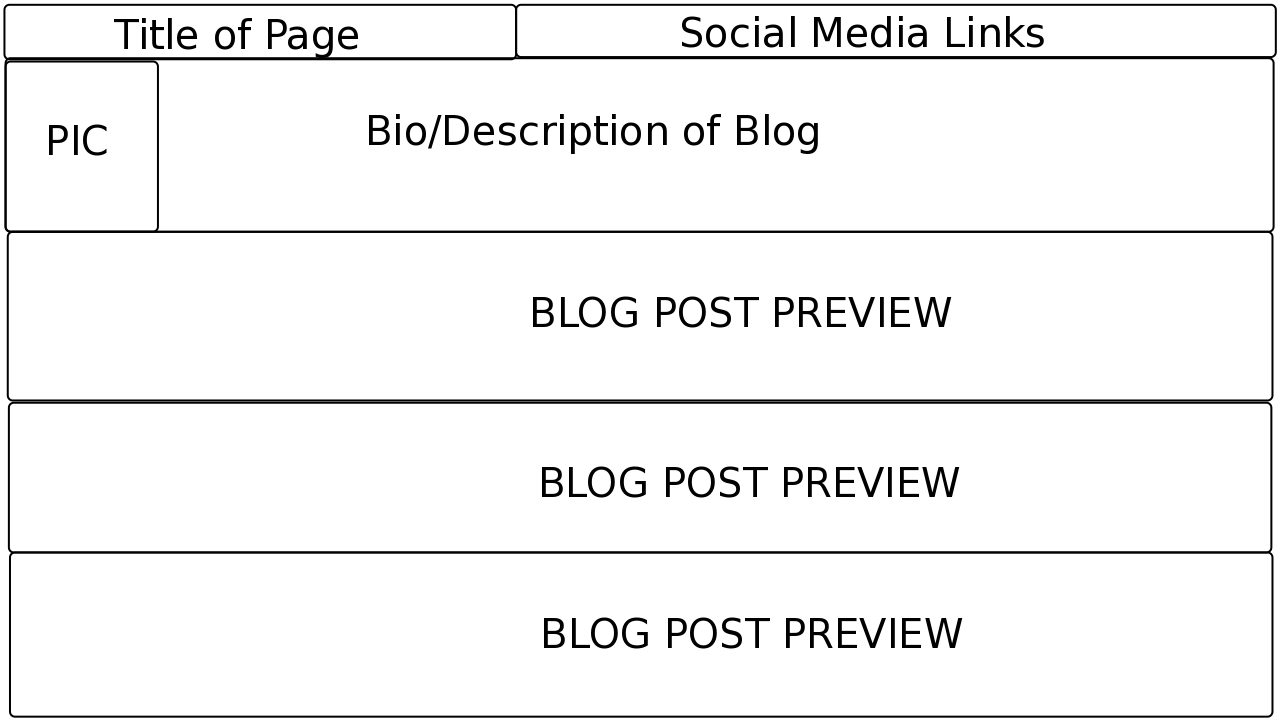 Title of Page
Social Media Links
PIC
Bio/Description of Blog
BLOG POST PREVIEW
BLOG POST PREVIEW
BLOG POST PREVIEW